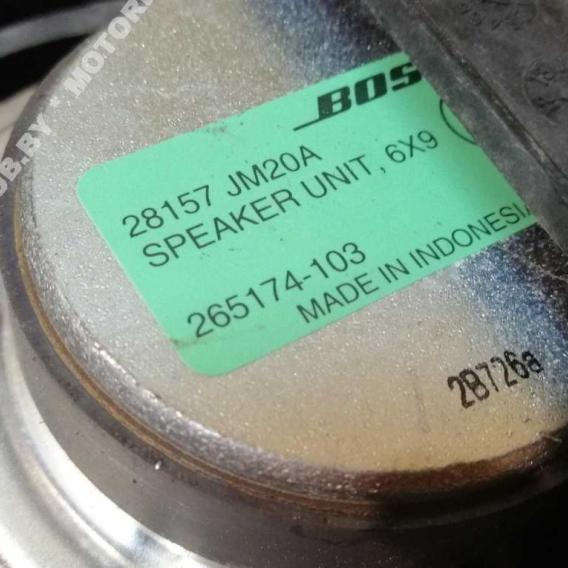 BOS
28157 JM20A
SPEAKER UNIT, 6X9
265174-103
MADE IN INDONESIA
2B726a